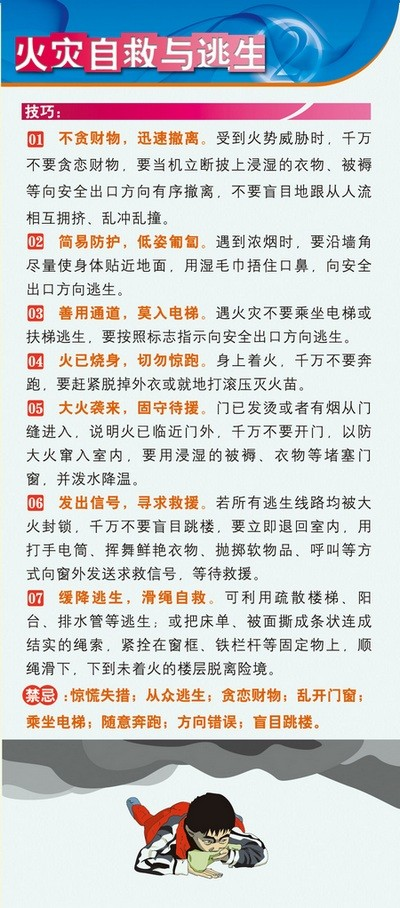 火灾自救与逃生 2
技巧：
01 不贪财物，迅速撤离。受到火势威胁时，千万
不要贪恋财物，要当机立断披上浸湿的衣物、被褥
等向安全出口方向有序撤离，不要盲目地跟从人流
相互拥挤、乱冲乱撞。
02 简易防护，低姿匍匐。遇到浓烟时，要沿墙角
尽量使身体贴近地面，用湿毛巾捂住口鼻，向安全
出口方向逃生。
03 善用通道，莫入电梯。遇火灾不要乘坐电梯或
扶梯逃生，要按照标志指示向安全出口方向逃生。
04 火已烧身，切勿惊跑。身上着火，千万不要奔
跑，要赶紧脱掉外衣或就地打滚压灭火苗。
05 大火袭来，固守待援。门已发烫或者有烟从门
缝进入，说明火已临近门外，千万不要开门，以防
大火窜入室内，要用浸湿的被褥、衣物等堵塞门
窗，并泼水降温。
06 发出信号，寻求救援。若所有逃生线路均被大
火封锁，千万不要盲目跳楼，要立即退回室内，用
打手电筒、挥舞鲜艳衣物、抛掷软物品、呼叫等方
式向窗外发送求救信号，等待救援。
07 缓降逃生，滑绳自救。可利用疏散楼梯、阳
台、排水管等逃生；或把床单、被面撕成条状连成
结实的绳索，紧拴在窗框、铁栏杆等固定物上，顺
绳滑下，下到未着火的楼层脱离险境。
禁忌：惊慌失措；从众逃生；贪恋财物；乱开门窗；
乘坐电梯；随意奔跑；方向错误；盲目跳楼。